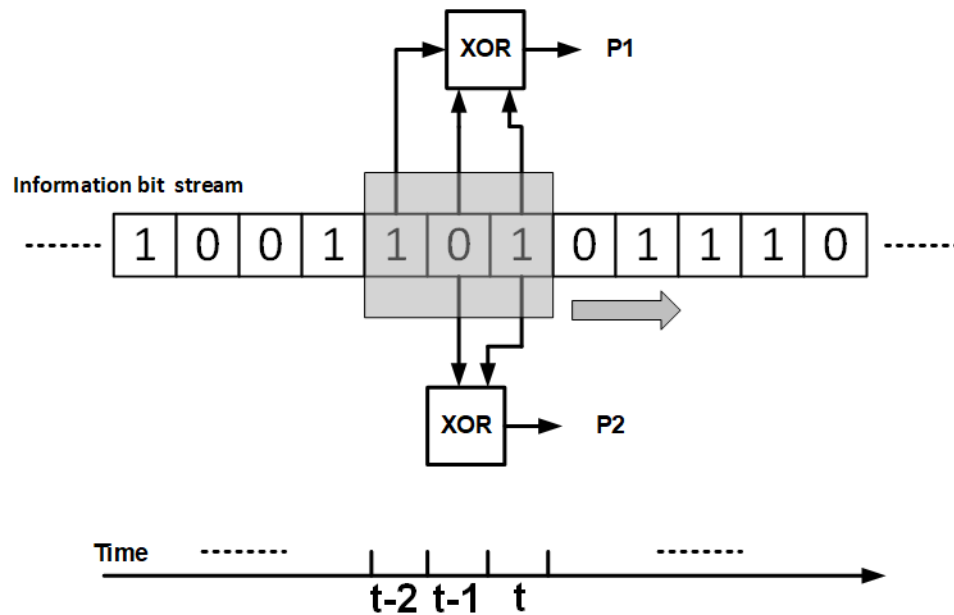 XOR
P1
Information bit stream
1 0 0 1 1 0 1 0 1 1 1 0
XOR
P2
Time
t-2 t-1 t